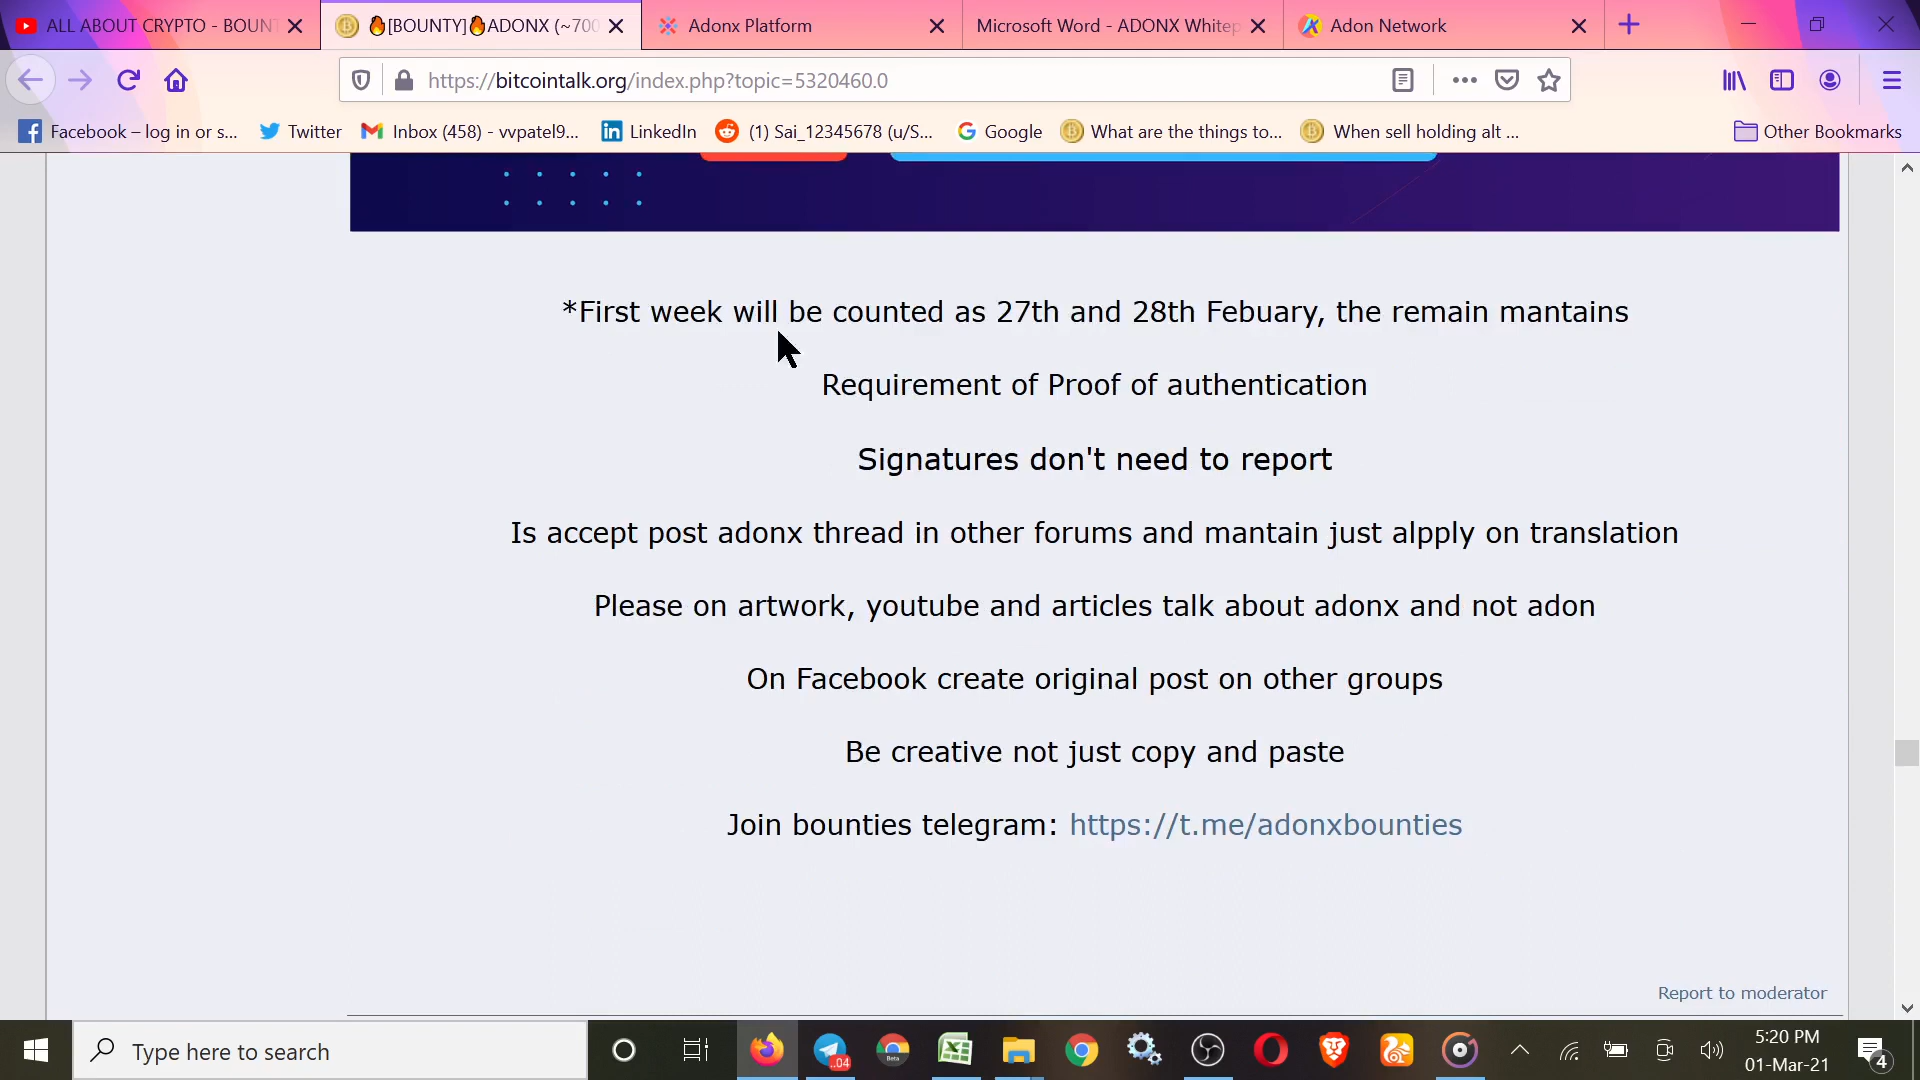 ALL ABOUT CRYPTO - BOUNT
[BOUNTY]🔥ADONX (~700
Adonx Platform
Microsoft Word - ADONX Whitep
Adon Network
https://bitcointalk.org/index.php?topic=5320460.0
Facebook – log in or s...
Twitter
Inbox (458) - vvpatel9...
LinkedIn
(1) Sai_12345678 (u/S...
Google
What are the things to...
When sell holding alt ...
Other Bookmarks
*First week will be counted as 27th and 28th Febuary, the remain mantains
Requirement of Proof of authentication
Signatures don't need to report
Is accept post adonx thread in other forums and mantain just alpply on translation
Please on artwork, youtube and articles talk about adonx and not adon
On Facebook create original post on other groups
Be creative not just copy and paste
Join bounties telegram: https://t.me/adonxbounties
Report to moderator
Type here to search
..04
Beta
5:20 PM
01-Mar-21
4